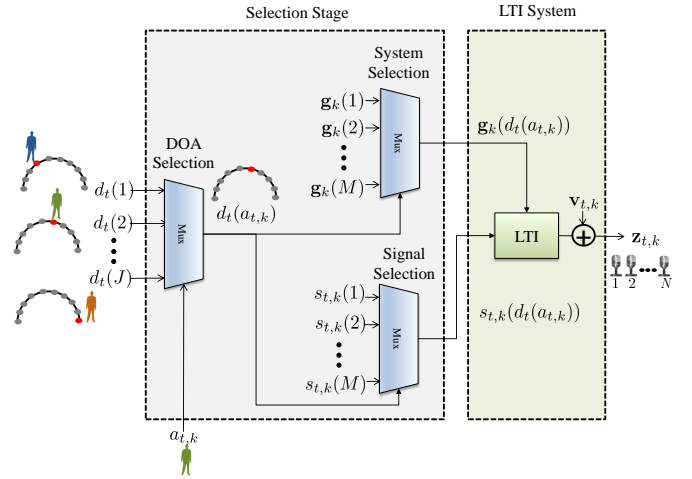 Selection Stage
LTI System
System
Selection
g_k(1)
g_k(2)
g_k(M)
Mux
g_k(d_t(a_{t,k}))
DOA
Selection
d_t(1)
d_t(2)
d_t(J)
Mux
d_t(a_{t,k})
v_{t,k}
LTI
z_{t,k}
1 2 N
Signal
Selection
s_{t,k}(1)
s_{t,k}(2)
s_{t,k}(M)
Mux
s_{t,k}(d_t(a_{t,k}))
a_{t,k}